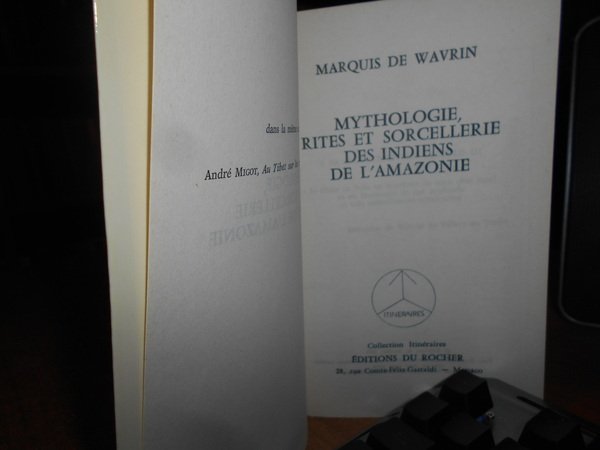 dans la même
André MIGOT, Au Tibet sur les
MARQUIS DE WAVRIN
MYTHOLOGIE,
RITES ET SORCELLERIE
DES INDIENS
DE L'AMAZONIE
ITINÉRAIRES
Collection Itinéraires
ÉDITIONS DU ROCHER
28, rue Comte-Félix-Gastaldi — Monaco